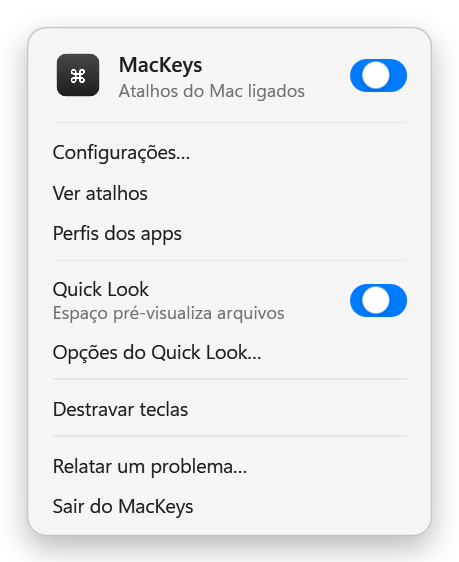 ⌘
MacKeys
Atalhos do Mac ligados
Configurações...
Ver atalhos
Perfis dos apps
Quick Look
Espaço pré-visualiza arquivos
Opções do Quick Look...
Destravar teclas
Relatar um problema...
Sair do MacKeys